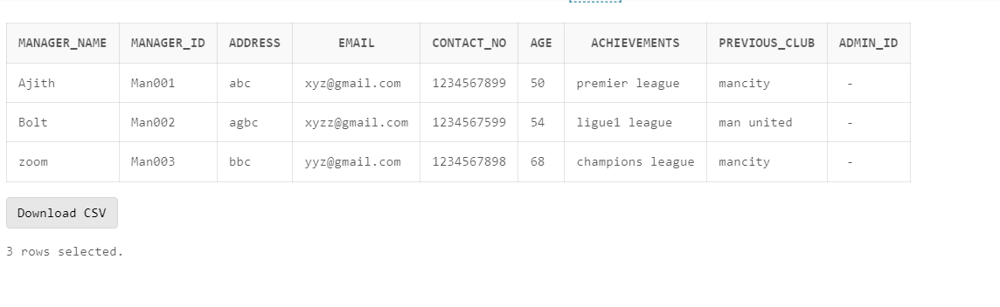 MANAGER_NAME MANAGER_ID ADDRESS EMAIL CONTACT_NO AGE ACHIEVEMENTS PREVIOUS_CLUB ADMIN_ID
Ajith Man001 abc xyz@gmail.com 1234567899 50 premier league mancity -
Bolt Man002 agbc xyzz@gmail.com 1234567599 54 ligue1 league man united -
zoom Man003 bbc yyz@gmail.com 1234567898 68 champions league mancity -
Download CSV
3 rows selected.